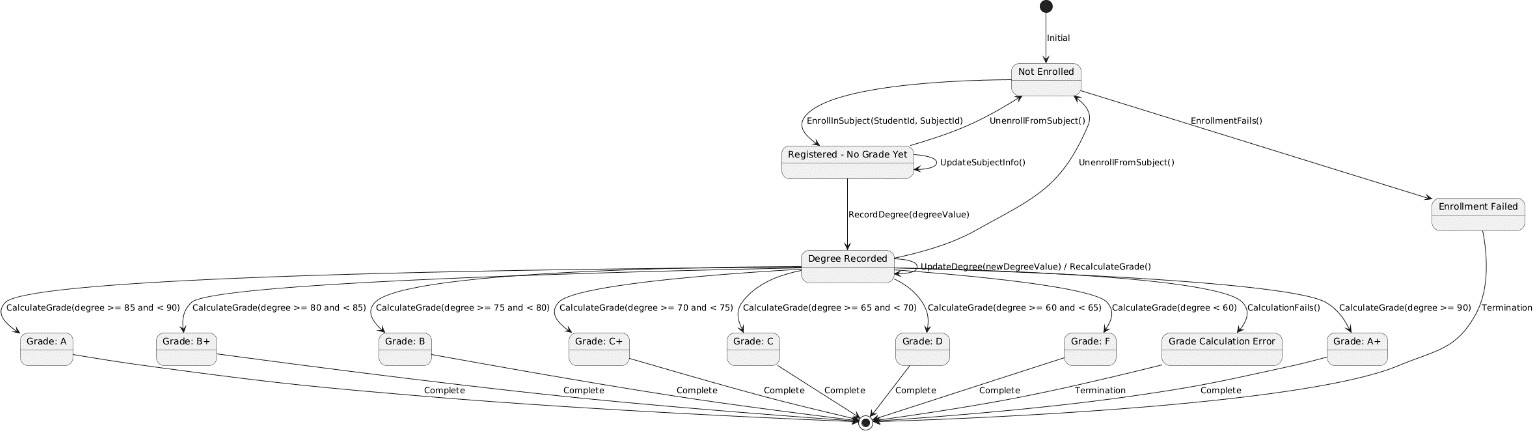 Initial
Not Enrolled
EnrollInSubject(StudentId, SubjectId)
UnenrollFromSubject()
EnrollmentFails()
Registered - No Grade Yet
UpdateSubjectInfo()
UnenrollFromSubject()
RecordDegree(degreeValue)
Enrollment Failed
Degree Recorded
UpdateDegree(newDegreeValue) / RecalculateGrade()
CalculateGrade(degree >= 85 and < 90)
CalculateGrade(degree >= 80 and < 85)
CalculateGrade(degree >= 75 and < 80)
CalculateGrade(degree >= 70 and < 75)
CalculateGrade(degree >= 65 and < 70)
CalculateGrade(degree >= 60 and < 65)
CalculateGrade(degree < 60)
CalculationFails()
CalculateGrade(degree >= 90)
Termination
Grade: A
Grade: B+
Grade: B
Grade: C+
Grade: C
Grade: D
Grade: F
Grade Calculation Error
Grade: A+
Complete
Complete
Complete
Complete
Complete
Complete
Complete
Termination
Complete